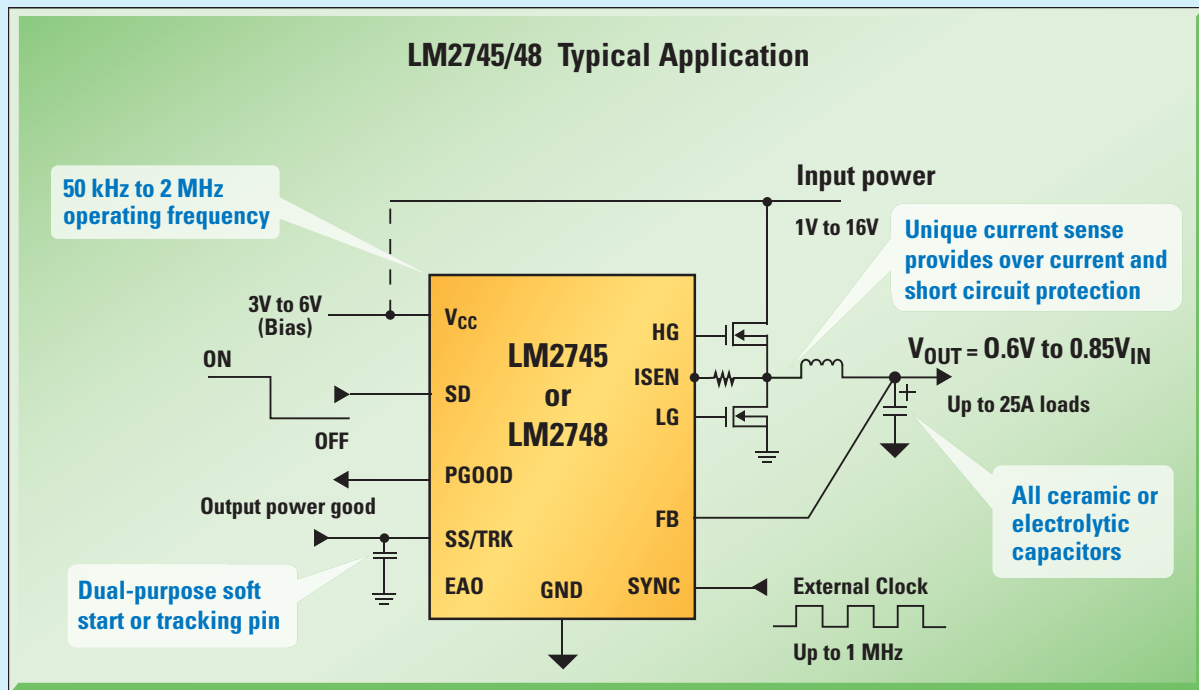 LM2745/48 Typical Application
50 kHz to 2 MHz
operating frequency
Input power
1V to 16V
Unique current sense
provides over current and
short circuit protection
3V to 6V
(Bias)
VCC
HG
LM2745
or
LM2748
VOUT = 0.6V to 0.85VIN
ON
ISEN
SD
Up to 25A loads
LG
OFF
PGOOD
Output power good
FB
All ceramic or
electrolytic
capacitors
SS/TRK
Dual-purpose soft
start or tracking pin
EAO
GND
SYNC
External Clock
Up to 1 MHz